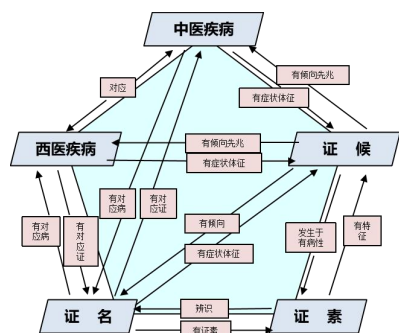 中医疾病
有倾向先兆
对应
有症状体征
西医疾病
有倾向先兆
有症状体征
证 候
有对
应病
有对
应证
有对
应病
有对
应
证
有倾向
有症状体征
发生于
有病性
有特
征
证 名
辨识
有证素
证 素